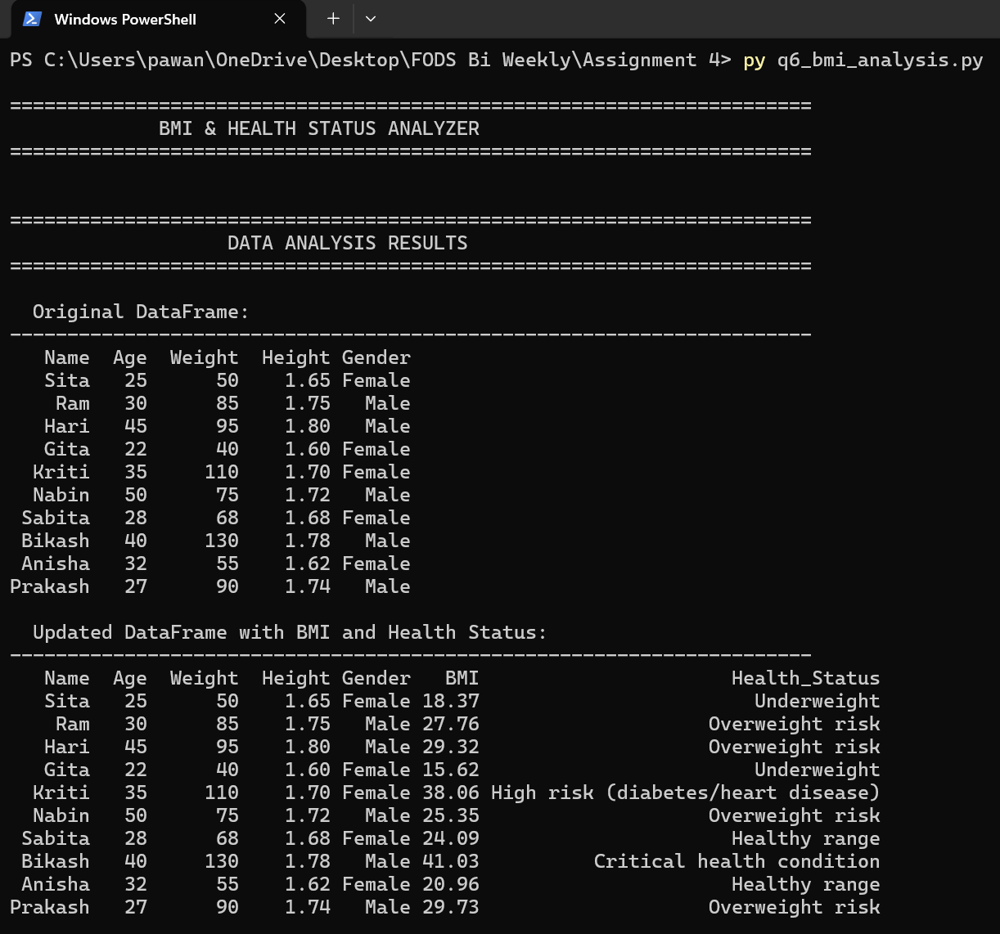 Windows PowerShell
PS C:\Users\pawan\OneDrive\Desktop\FODS Bi Weekly\Assignment 4> py q6_bmi_analysis.py
======================================================================
             BMI & HEALTH STATUS ANALYZER
======================================================================
======================================================================
                   DATA ANALYSIS RESULTS
======================================================================
  Original DataFrame:
----------------------------------------------------------------------
   Name  Age  Weight  Height Gender
   Sita   25      50    1.65 Female
    Ram   30      85    1.75   Male
   Hari   45      95    1.80   Male
   Gita   22      40    1.60 Female
  Kriti   35     110    1.70 Female
  Nabin   50      75    1.72   Male
 Sabita   28      68    1.68 Female
 Bikash   40     130    1.78   Male
 Anisha   32      55    1.62 Female
Prakash   27      90    1.74   Male
  Updated DataFrame with BMI and Health Status:
----------------------------------------------------------------------
   Name  Age  Weight  Height Gender   BMI                      Health_Status
   Sita   25      50    1.65 Female 18.37                        Underweight
    Ram   30      85    1.75   Male 27.76                    Overweight risk
   Hari   45      95    1.80   Male 29.32                    Overweight risk
   Gita   22      40    1.60 Female 15.62                        Underweight
  Kriti   35     110    1.70 Female 38.06 High risk (diabetes/heart disease)
  Nabin   50      75    1.72   Male 25.35                    Overweight risk
 Sabita   28      68    1.68 Female 24.09                      Healthy range
 Bikash   40     130    1.78   Male 41.03          Critical health condition
 Anisha   32      55    1.62 Female 20.96                      Healthy range
Prakash   27      90    1.74   Male 29.73                    Overweight risk